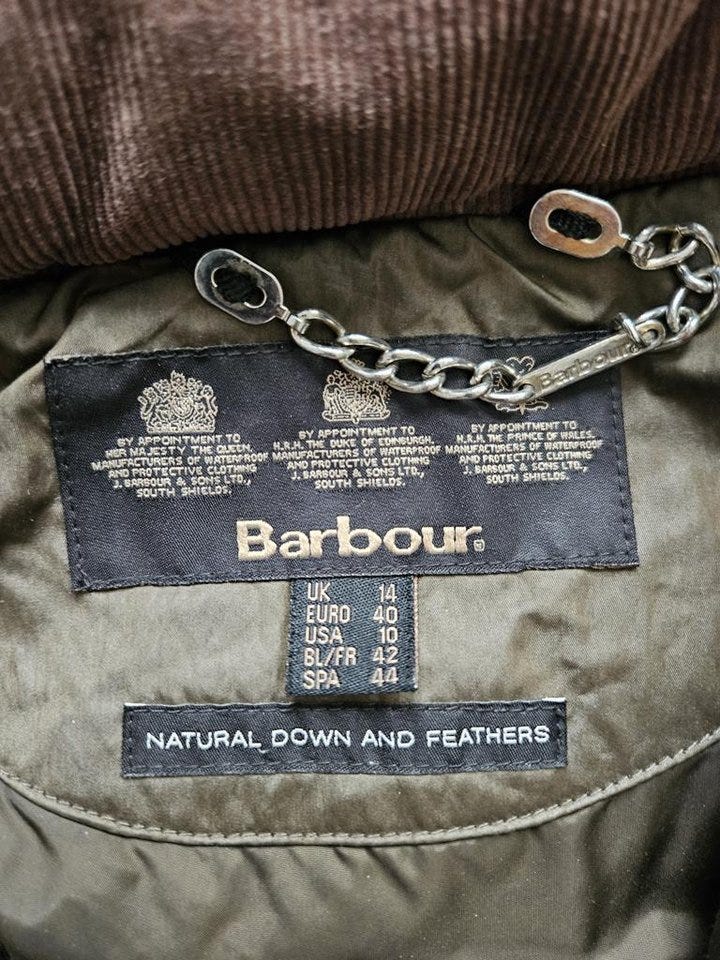 Barbour
BY APPOINTMENT TO
HER MAJESTY THE QUEEN,
MANUFACTURERS OF WATERPROOF
AND PROTECTIVE CLOTHING
J. BARBOUR & SONS LTD.,
SOUTH SHIELDS.
BY APPOINTMENT TO
H.R.H. THE DUKE OF EDINBURGH,
MANUFACTURERS OF WATERPROOF
AND PROTECTIVE CLOTHING
J. BARBOUR & SONS LTD.,
SOUTH SHIELDS.
BY APPOINTMENT TO
H.R.H. THE PRINCE OF WALES,
MANUFACTURERS OF WATERPROOF
AND PROTECTIVE CLOTHING
J. BARBOUR & SONS LTD.,
SOUTH SHIELDS.
Barbour
UK 14
EURO 40
USA 10
BL/FR 42
SPA 44
NATURAL DOWN AND FEATHERS